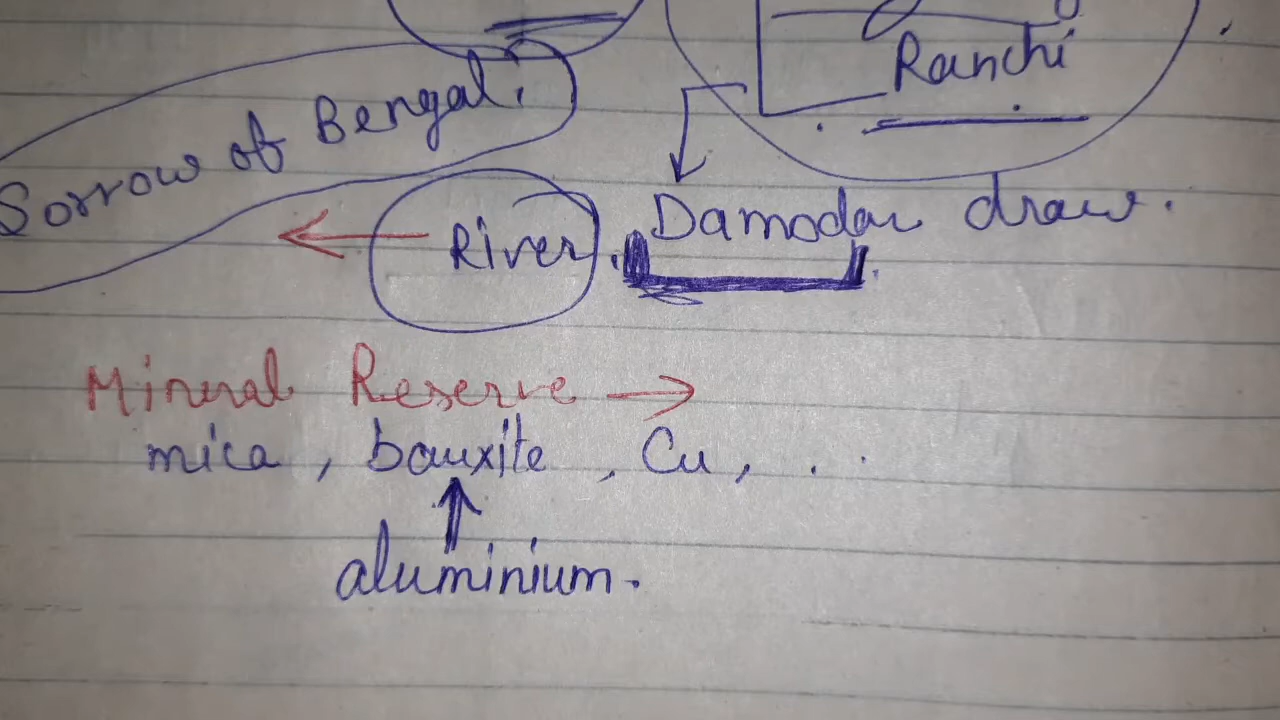 Ranchi
Sorrow of Bengal.
River. Damodar draw.
Mineral Reserve →
mica, bauxite, Cu, . .
↑
aluminium.